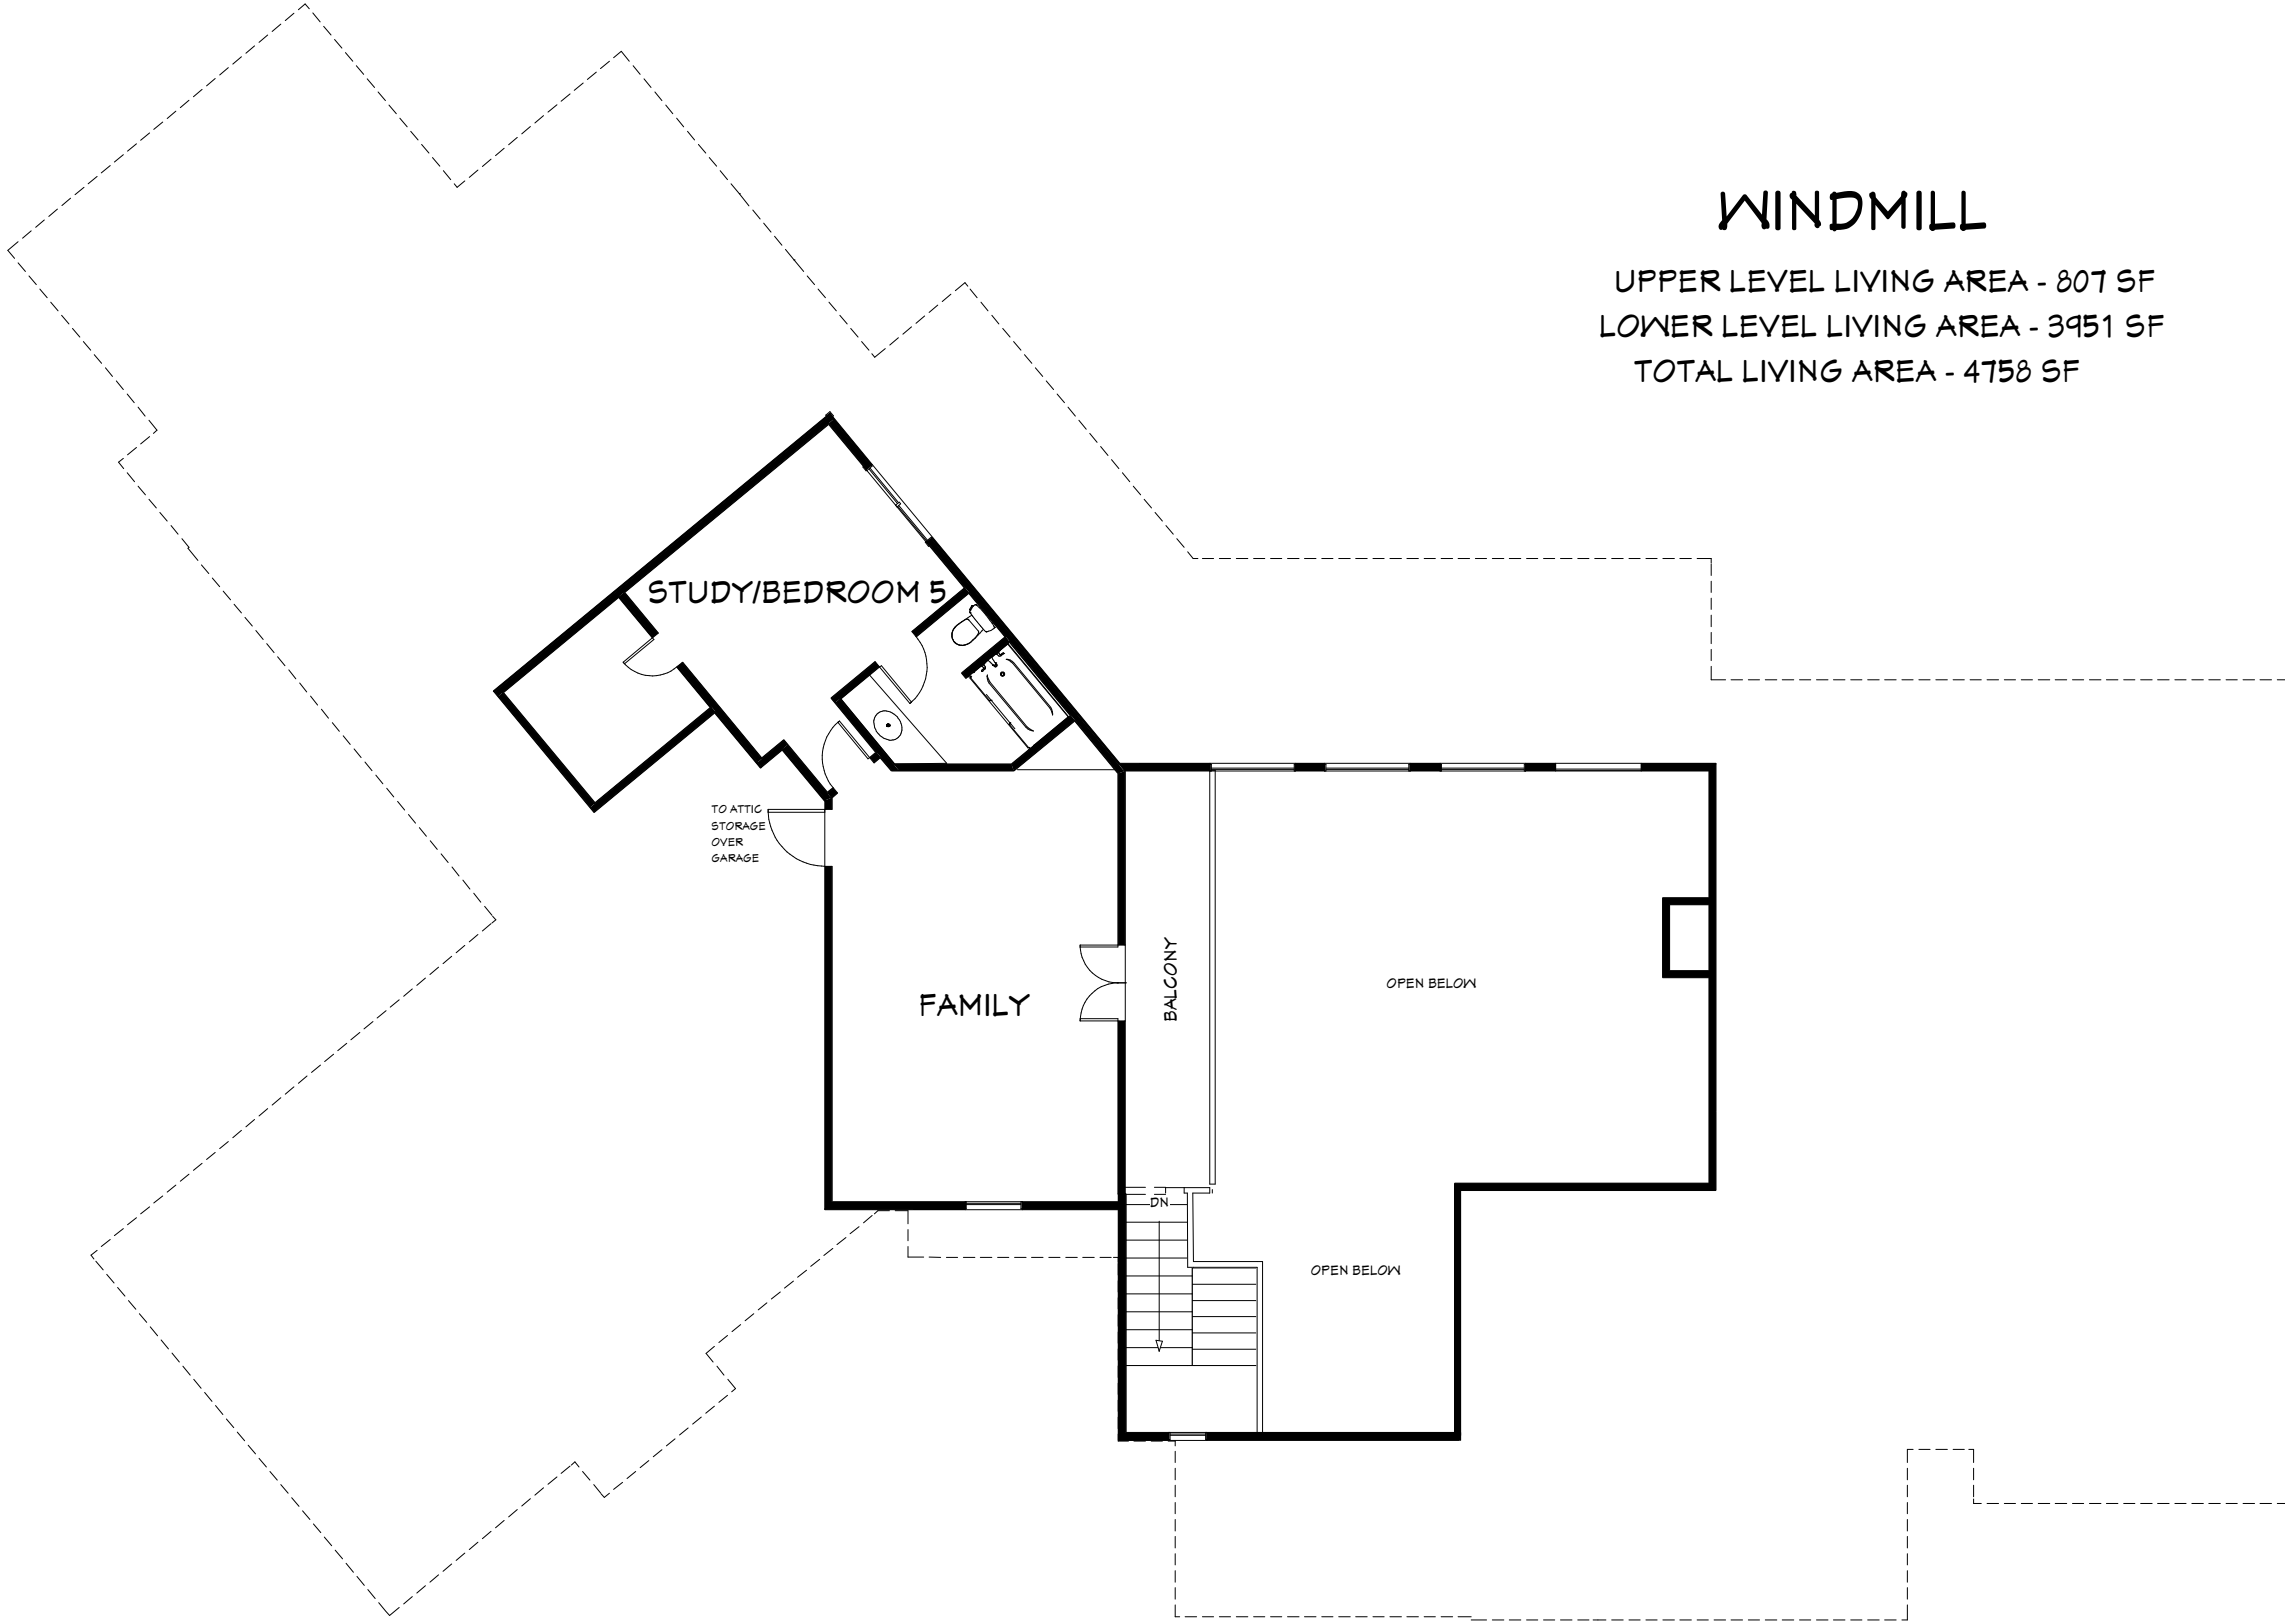 WINDMILL
UPPER LEVEL LIVING AREA - 807 SF
LOWER LEVEL LIVING AREA - 3951 SF
TOTAL LIVING AREA - 4758 SF
STUDY/BEDROOM 5
TO ATTIC
STORAGE
OVER
GARAGE
FAMILY
BALCONY
OPEN BELOW
DN
OPEN BELOW